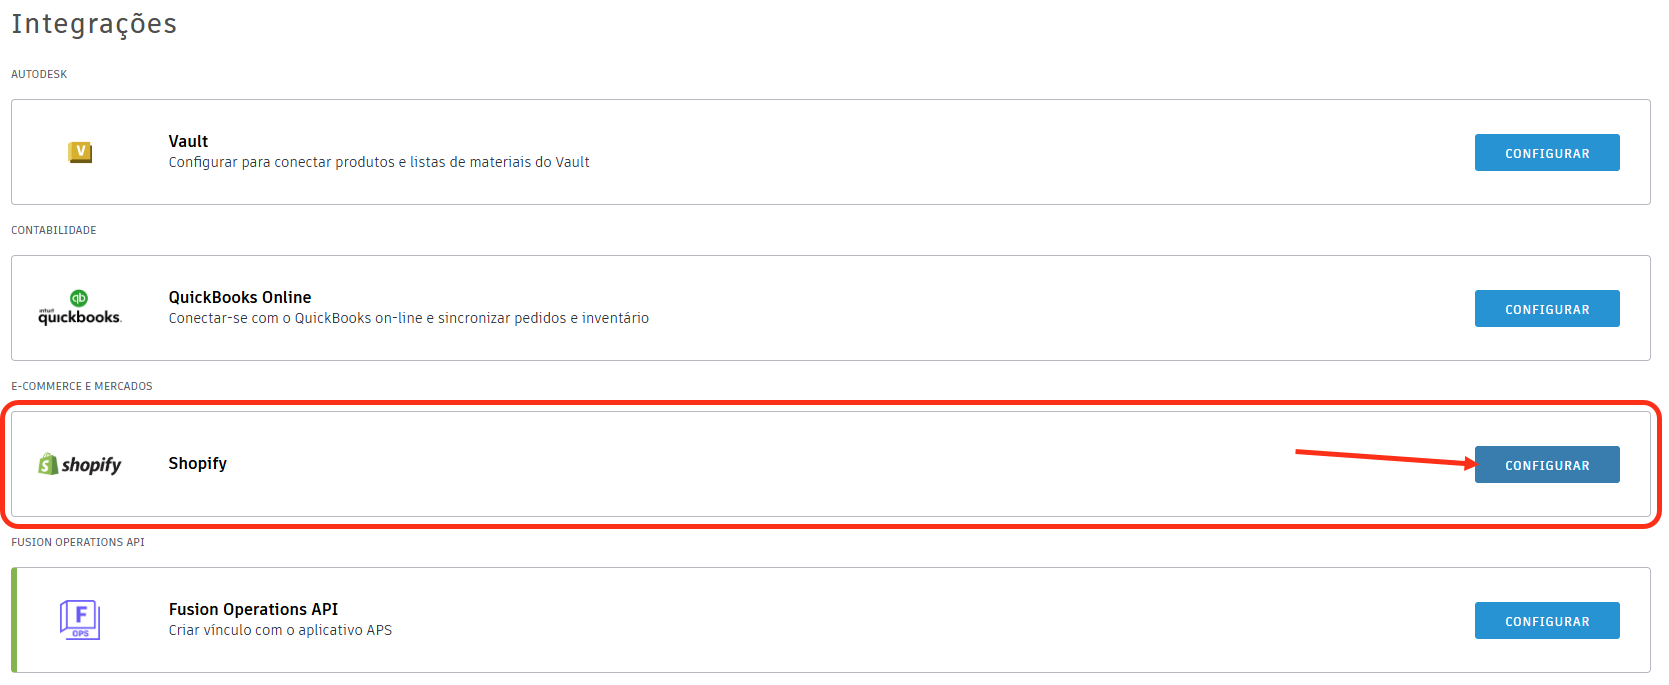 Integrações
AUTODESK
V
Vault
Configurar para conectar produtos e listas de materiais do Vault
CONFIGURAR
CONTABILIDADE
qb
intuit
quickbooks.
QuickBooks Online
Conectar-se com o QuickBooks on-line e sincronizar pedidos e inventário
CONFIGURAR
E-COMMERCE E MERCADOS
S
shopify
Shopify
CONFIGURAR
FUSION OPERATIONS API
F
OPS
Fusion Operations API
Criar vínculo com o aplicativo APS
CONFIGURAR